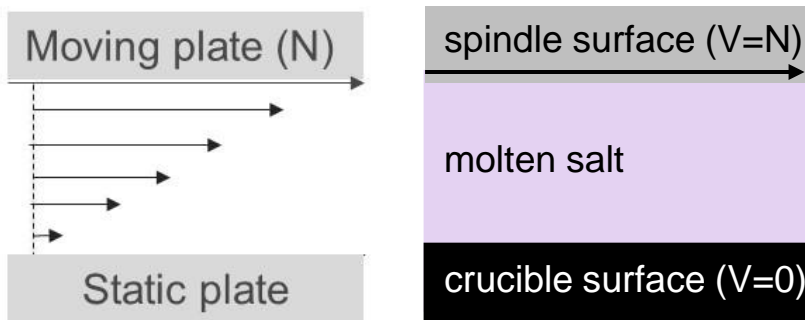 Moving plate (N)
Static plate
spindle surface (V=N)
molten salt
crucible surface (V=0)